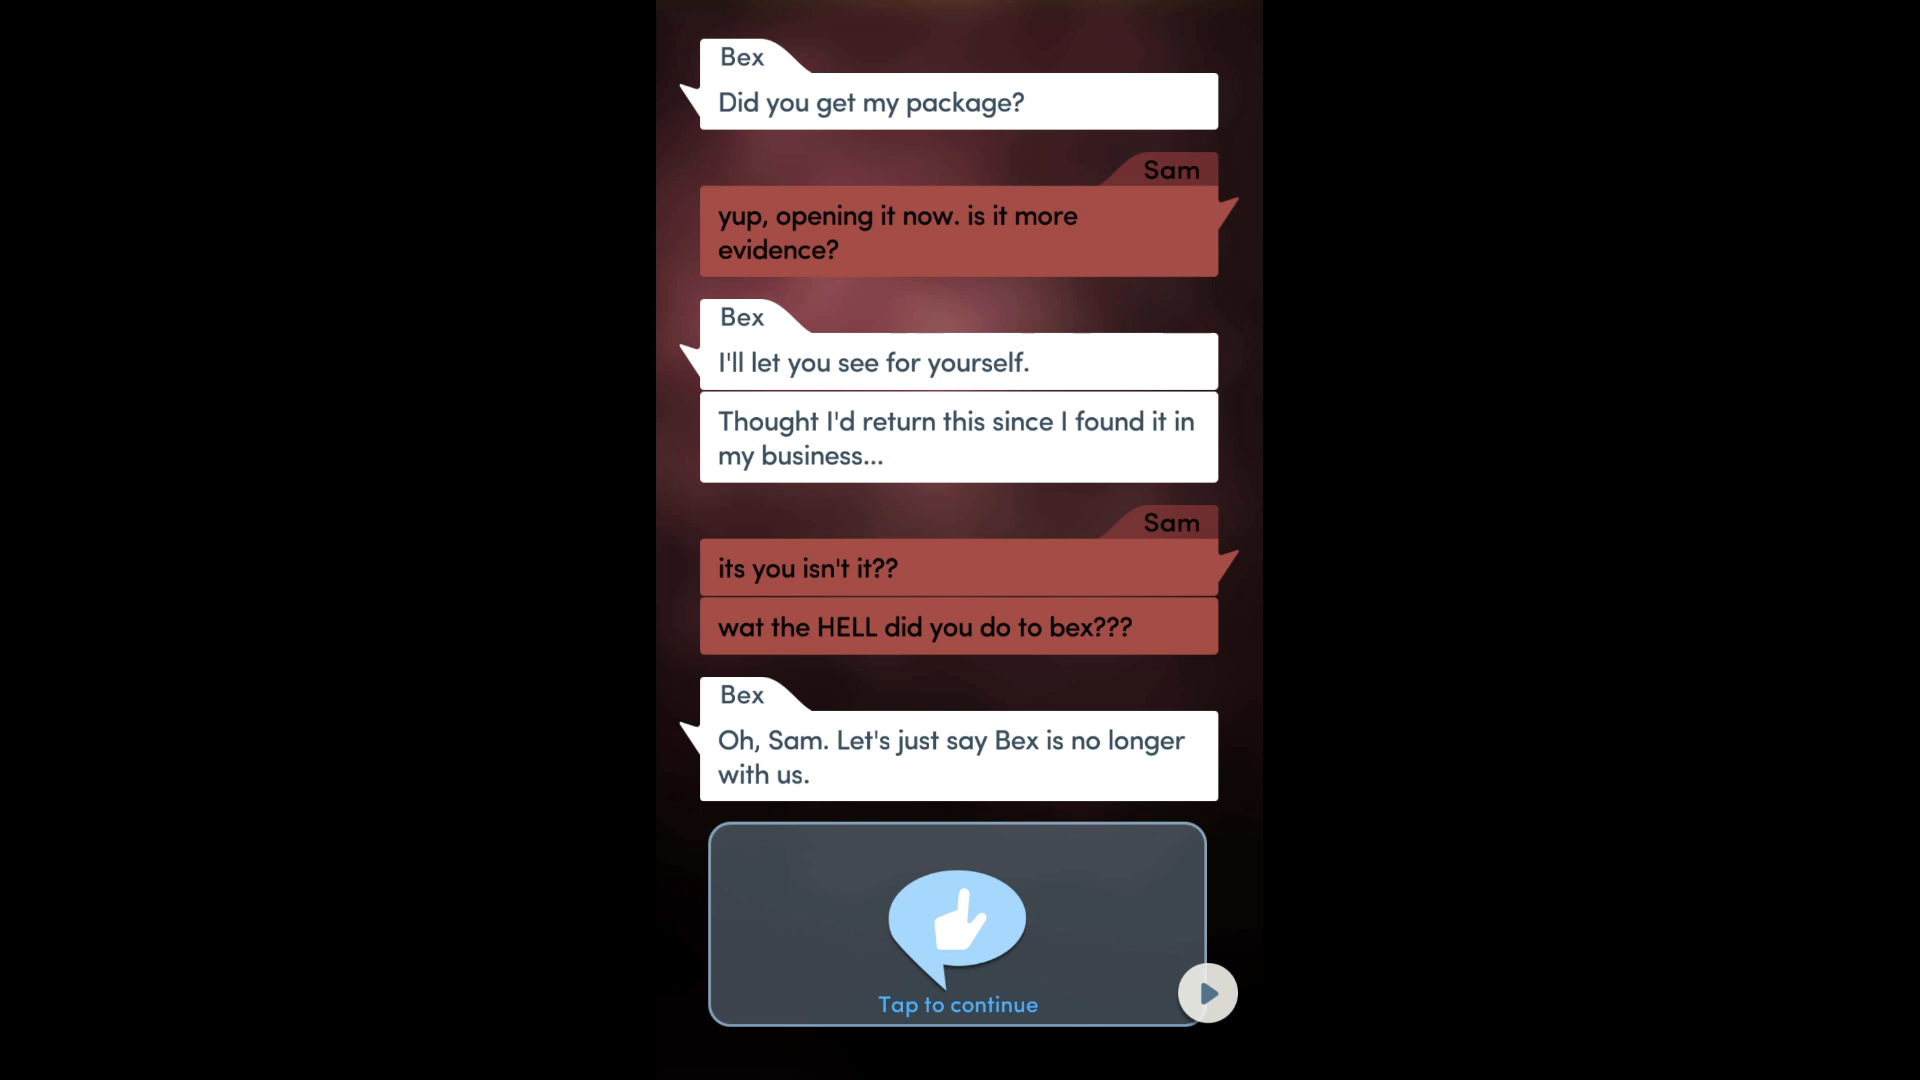 Bex
Did you get my package?
Sam
yup, opening it now. is it more
evidence?
Bex
I'll let you see for yourself.
Thought I'd return this since I found it in
my business...
Sam
its you isn't it??
wat the HELL did you do to bex???
Bex
Oh, Sam. Let's just say Bex is no longer
with us.
Tap to continue